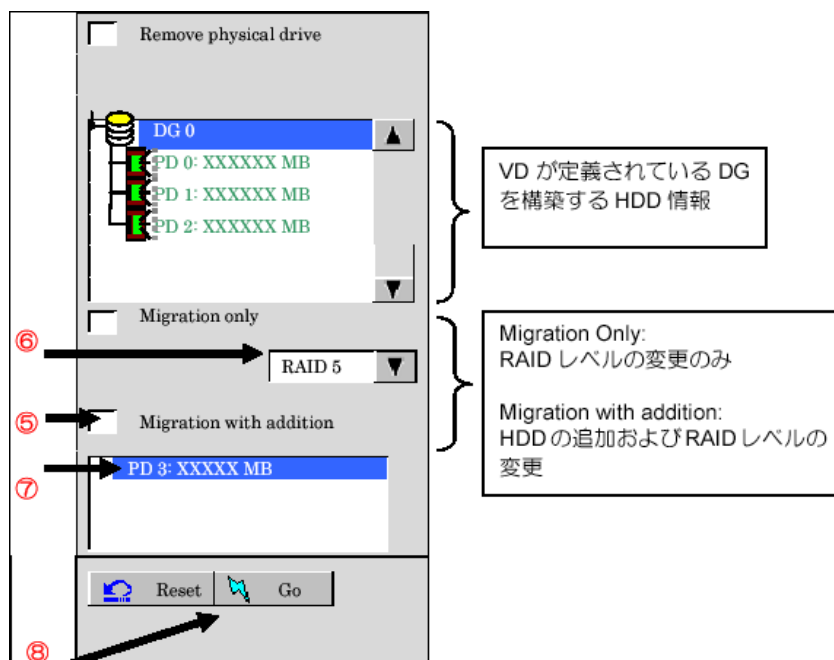 Remove physical drive
DG 0
PD 0: XXXXXX MB
PD 1: XXXXXX MB
PD 2: XXXXXX MB
VD が定義されている DG
を構築する HDD 情報
Migration only
⑥
RAID 5
⑤
Migration with addition
⑦
PD 3: XXXXX MB
Migration Only:
RAID レベルの変更のみ
Migration with addition:
HDD の追加および RAID レベルの
変更
Reset
Go
⑧